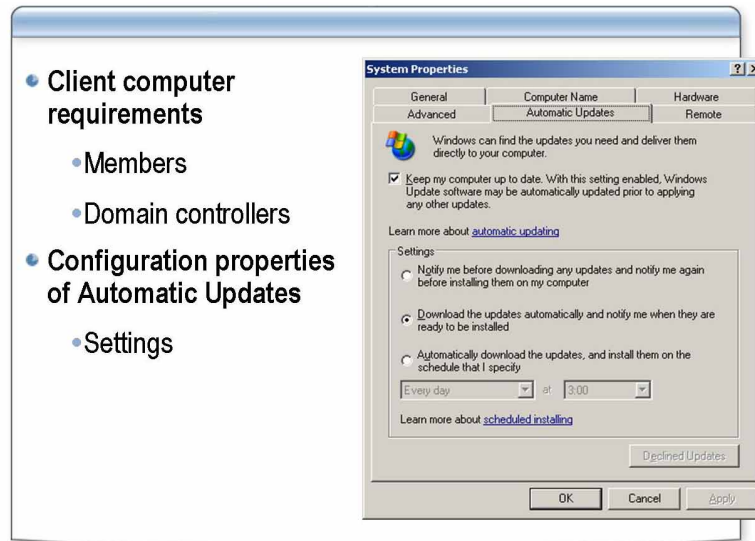 Client computer
requirements
Members
Domain controllers
Configuration properties
of Automatic Updates
Settings
System Properties
General
Computer Name
Hardware
Advanced
Automatic Updates
Remote
Windows can find the updates you need and deliver them
directly to your computer.
Keep my computer up to date. With this setting enabled, Windows
Update software may be automatically updated prior to applying
any other updates.
Learn more about automatic updating
Settings
Notify me before downloading any updates and notify me again
before installing them on my computer
Download the updates automatically and notify me when they are
ready to be installed
Automatically download the updates, and install them on the
schedule that I specify
Every day at 3:00
Learn more about scheduled installing
Declined Updates
OK
Cancel
Apply